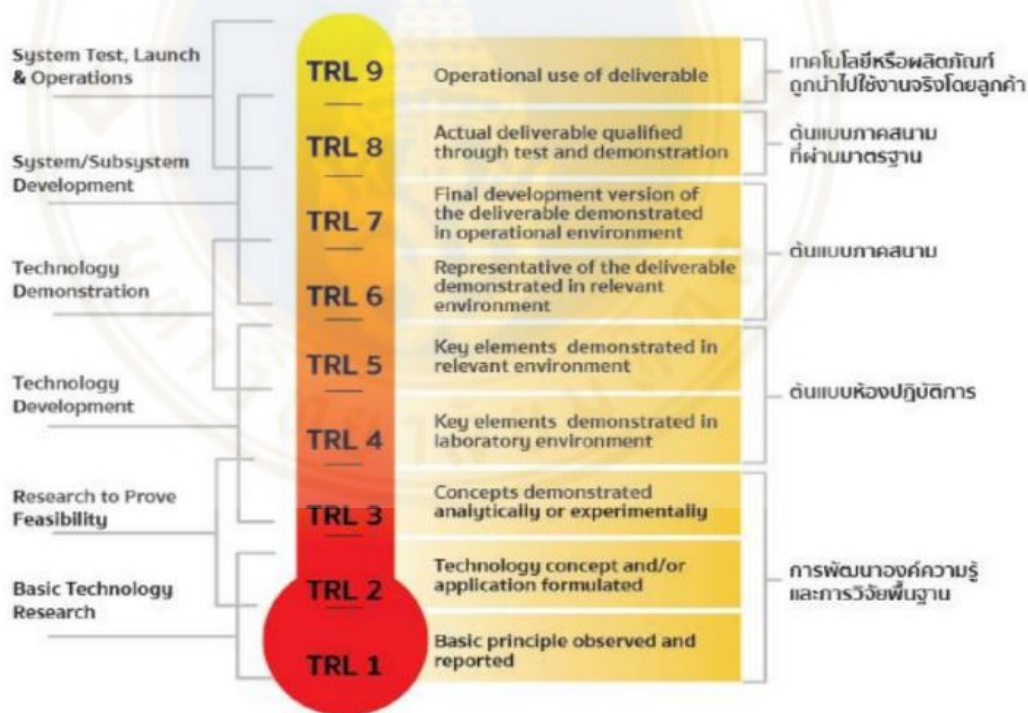 System Test, Launch
& Operations
System/Subsystem
Development
Technology
Demonstration
Technology
Development
Research to Prove
Feasibility
Basic Technology
Research
TRL 9
Operational use of deliverable
เทคโนโลยีหรือผลิตภัณฑ์
ถูกนำไปใช้งานจริงโดยลูกค้า
TRL 8
Actual deliverable qualified
through test and demonstration
ต้นแบบภาคสนาม
ที่ผ่านมาตรฐาน
TRL 7
Final development version of
the deliverable demonstrated
in operational environment
ต้นแบบภาคสนาม
TRL 6
Representative of the deliverable
demonstrated in relevant
environment
TRL 5
Key elements demonstrated in
relevant environment
ต้นแบบห้องปฏิบัติการ
TRL 4
Key elements demonstrated in
laboratory environment
TRL 3
Concepts demonstrated
analytically or experimentally
TRL 2
Technology concept and/or
application formulated
การพัฒนาองค์ความรู้
และการวิจัยพื้นฐาน
TRL 1
Basic principle observed and
reported